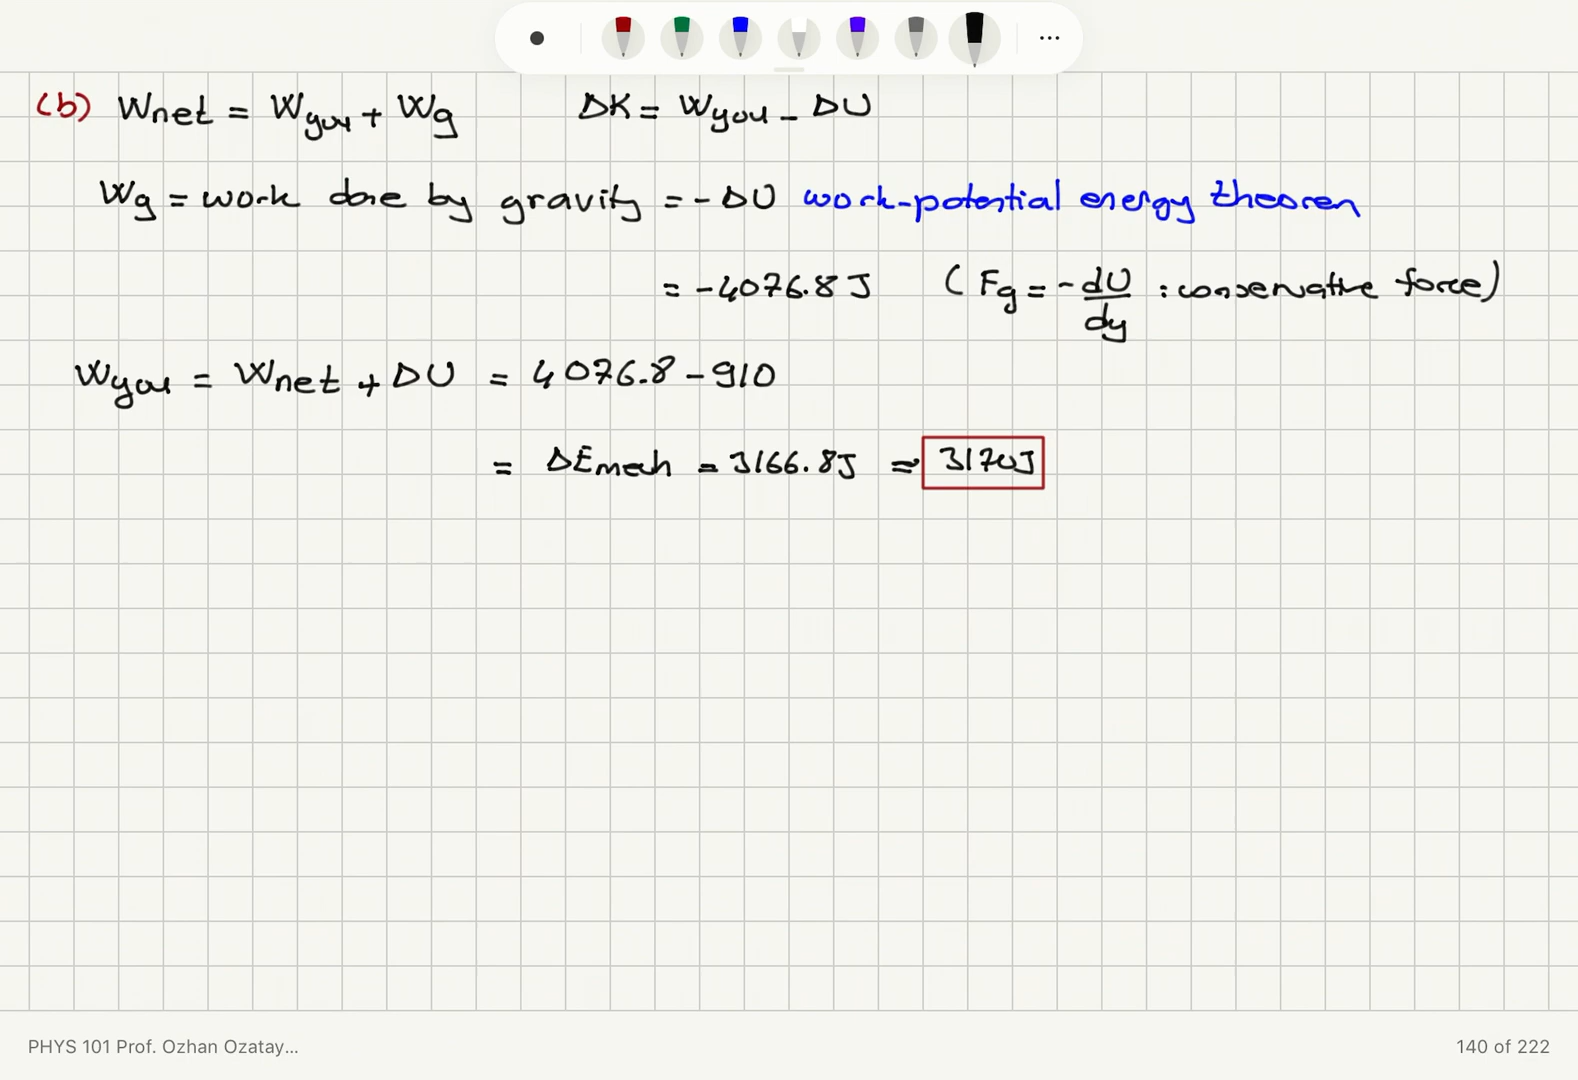 (b) Wnet = Wyou + Wg ΔK = Wyou - ΔU
Wg = work done by gravity = - ΔU work-potential energy theorem
= -4076.8 J (Fg = - dU/dy : conservative force)
Wyou = Wnet + ΔU = 4076.8 - 910
= ΔEmech = 3166.8J ≈ 3170J
PHYS 101 Prof. Ozhan Ozatay... 140 of 222